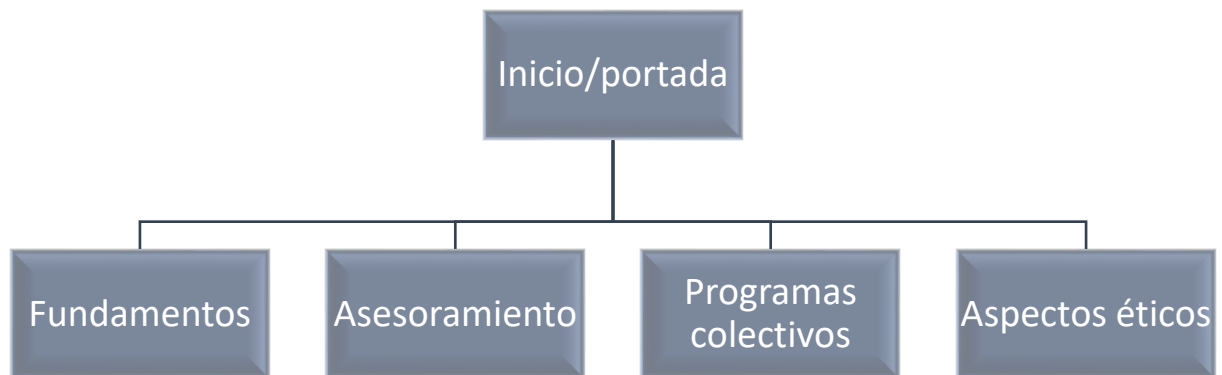 Inicio/portada
Fundamentos
Asesoramiento
Programas
colectivos
Aspectos éticos